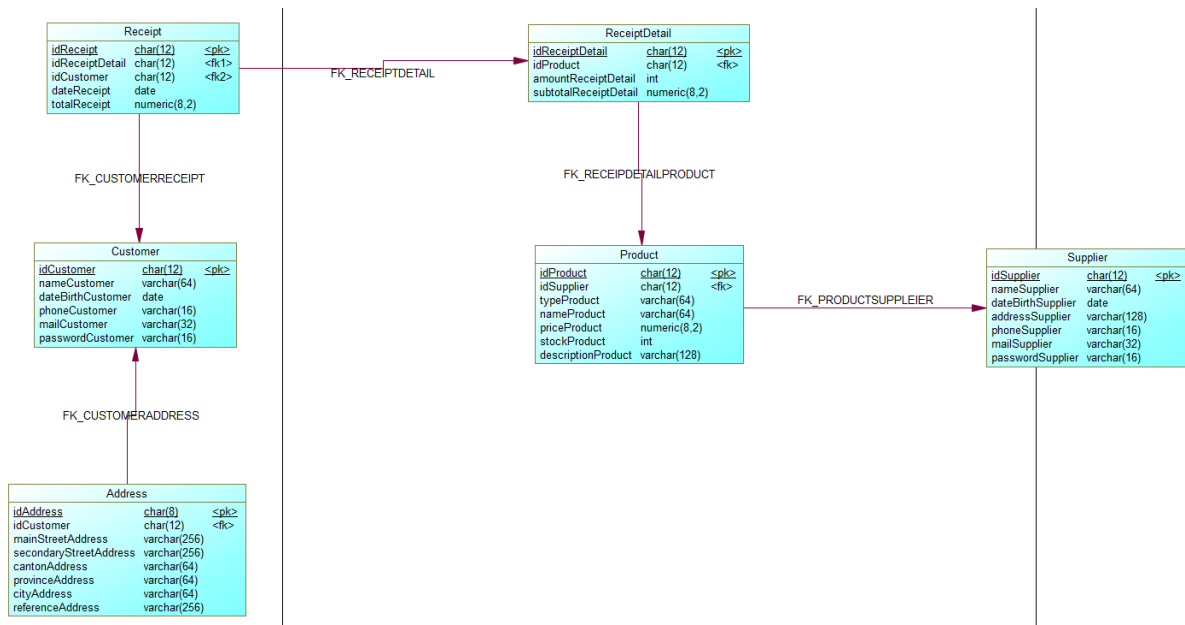 Receipt
idReceipt char(12) <pk>
idReceiptDetail char(12) <fk1>
idCustomer char(12) <fk2>
dateReceipt date
totalReceipt numeric(8,2)
FK_RECEIPTDETAIL
ReceiptDetail
idReceiptDetail char(12) <pk>
idProduct char(12) <fk>
amountReceiptDetail int
subtotalReceiptDetail numeric(8,2)
FK_CUSTOMERRECEIPT
FK_RECEIPDETAILPRODUCT
Customer
idCustomer char(12) <pk>
nameCustomer varchar(64)
dateBirthCustomer date
phoneCustomer varchar(16)
mailCustomer varchar(32)
passwordCustomer varchar(16)
Product
idProduct char(12) <pk>
idSupplier char(12) <fk>
typeProduct varchar(64)
nameProduct varchar(64)
priceProduct numeric(8,2)
stockProduct int
descriptionProduct varchar(128)
FK_PRODUCTSUPPLEIER
Supplier
idSupplier char(12) <pk>
nameSupplier varchar(64)
dateBirthSupplier date
addressSupplier varchar(128)
phoneSupplier varchar(16)
mailSupplier varchar(32)
passwordSupplier varchar(16)
FK_CUSTOMERADDRESS
Address
idAddress char(8) <pk>
idCustomer char(12) <fk>
mainStreetAddress varchar(256)
secondaryStreetAddress varchar(256)
cantonAddress varchar(64)
provinceAddress varchar(64)
cityAddress varchar(64)
referenceAddress varchar(256)